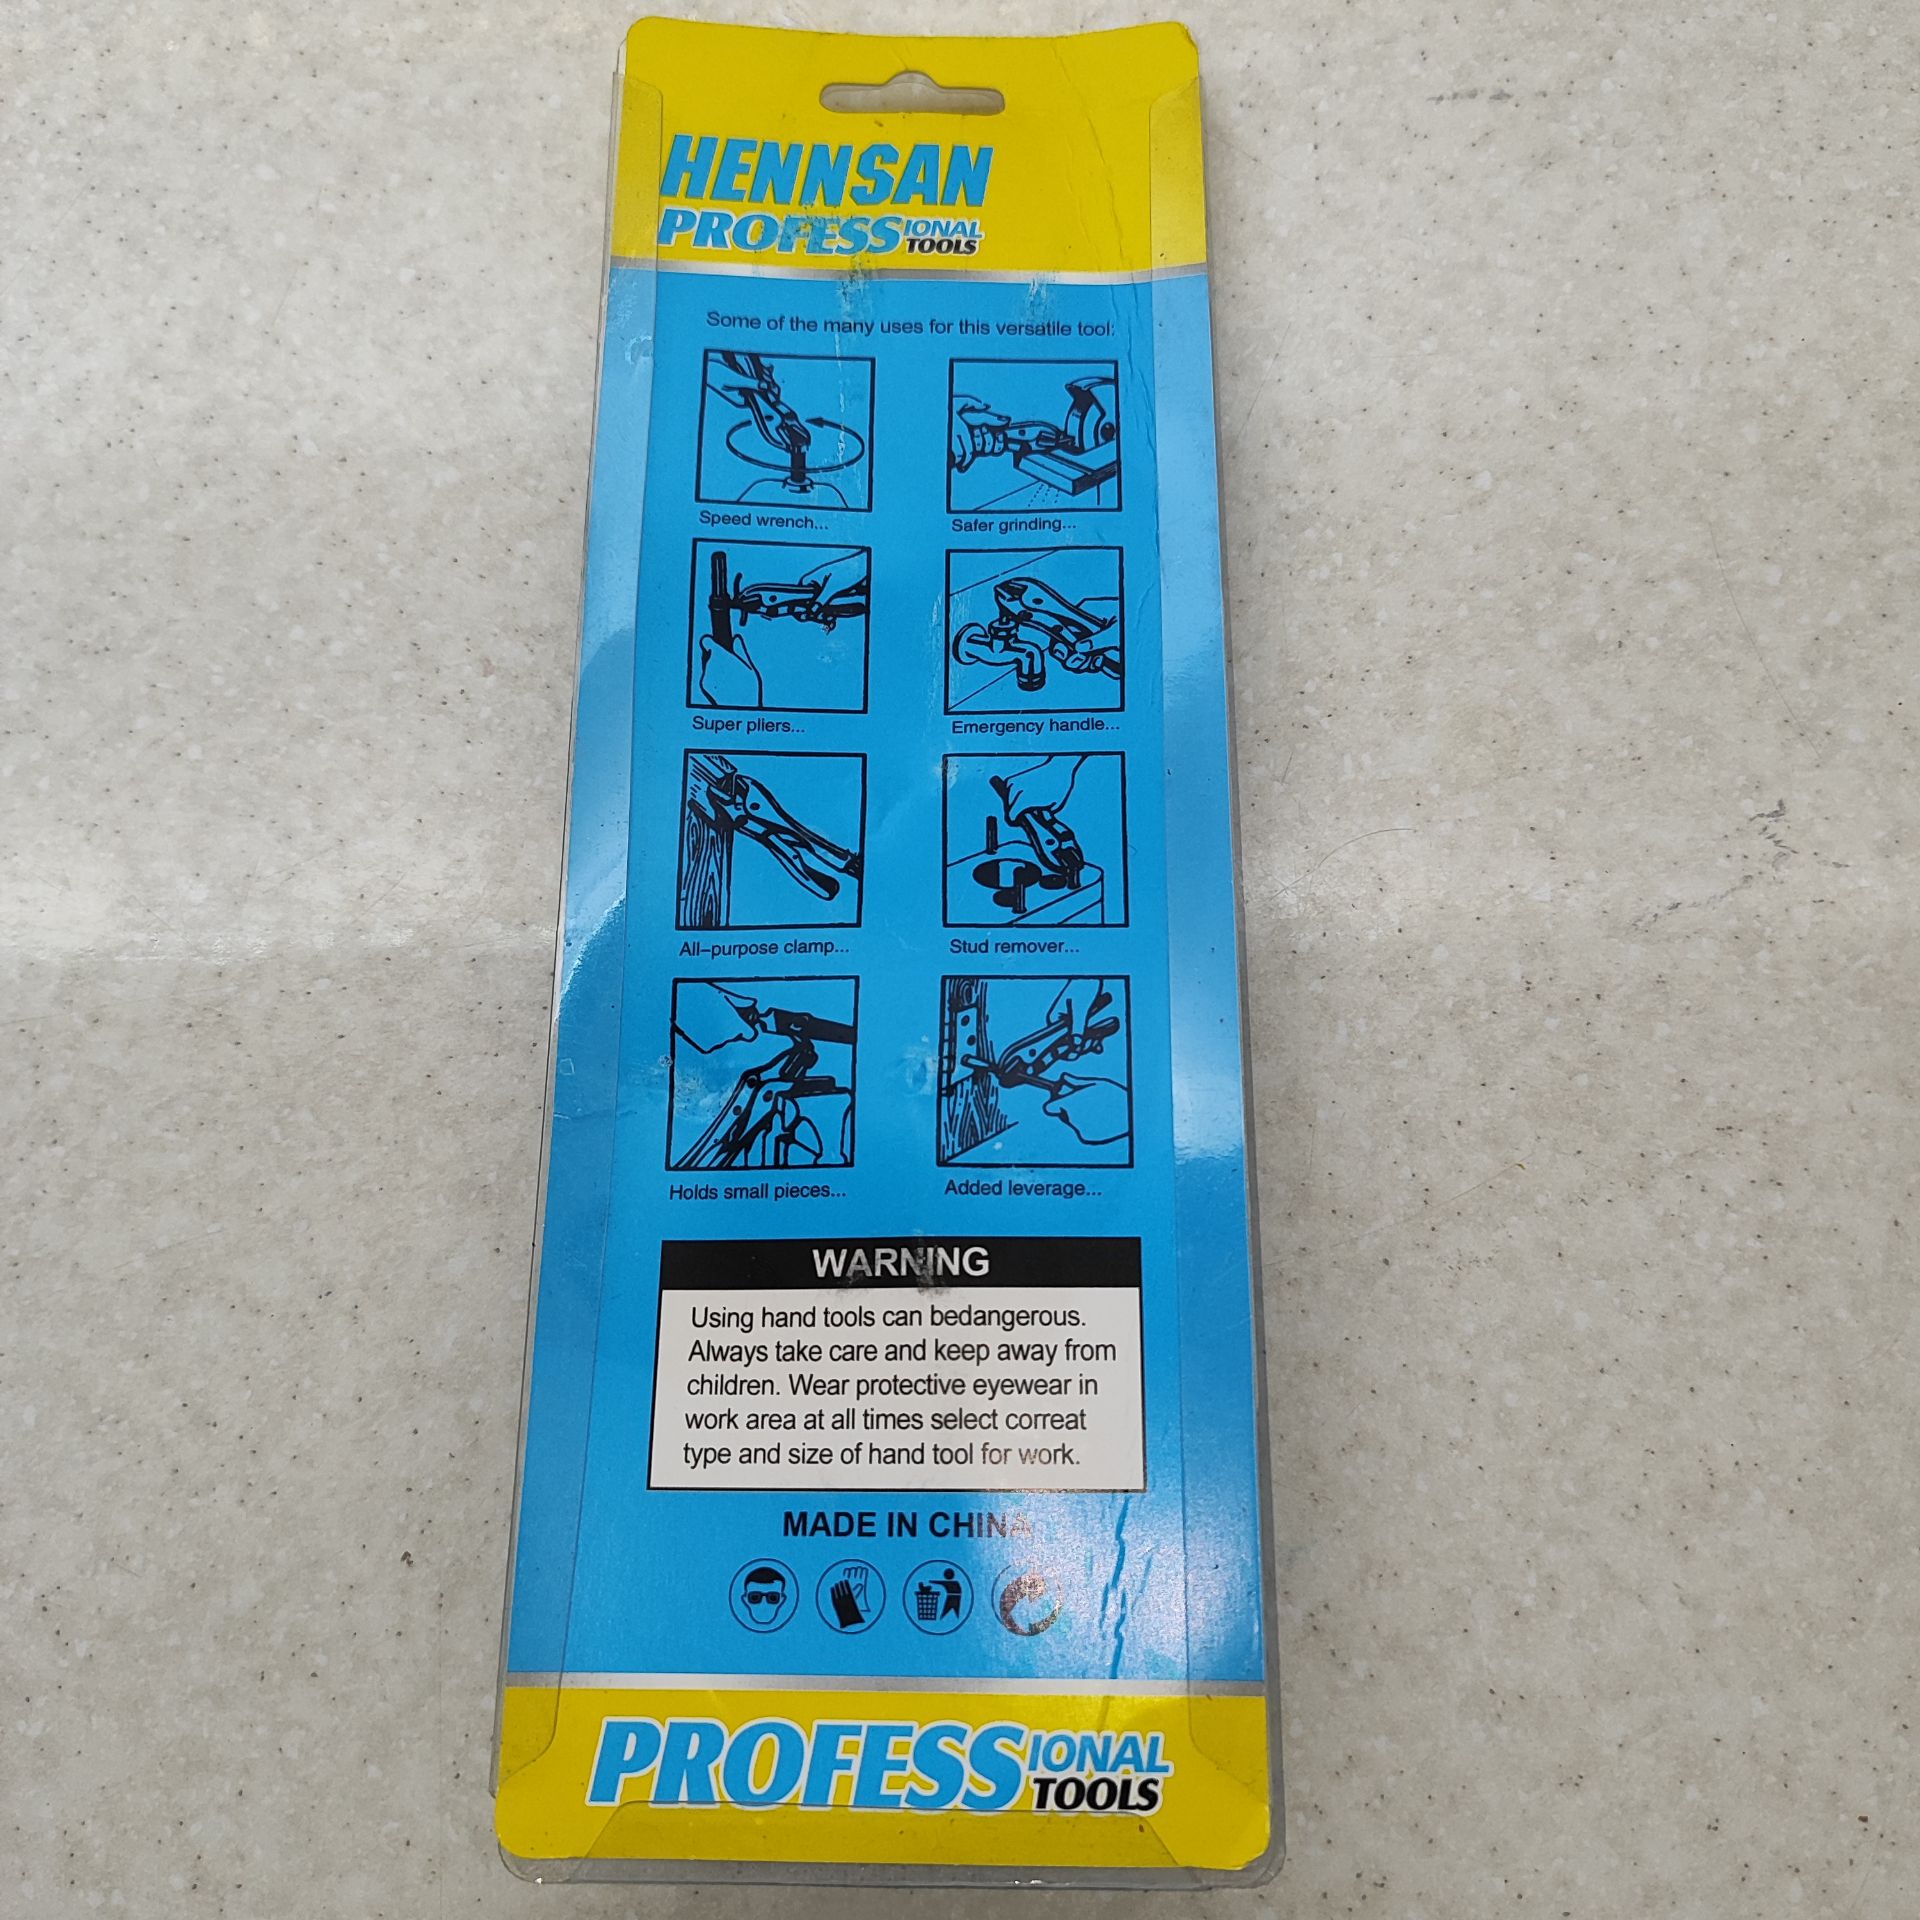 HENNSAN
PROFESSIONAL
TOOLS
Some of the many uses for this versatile tool:
Speed wrench...
Safer grinding...
Super pliers...
Emergency handle...
All-purpose clamp...
Stud remover...
Holds small pieces...
Added leverage...
WARNING
Using hand tools can bedangerous.
Always take care and keep away from
children. Wear protective eyewear in
work area at all times select correat
type and size of hand tool for work.
MADE IN CHINA
PROFESSIONAL
TOOLS